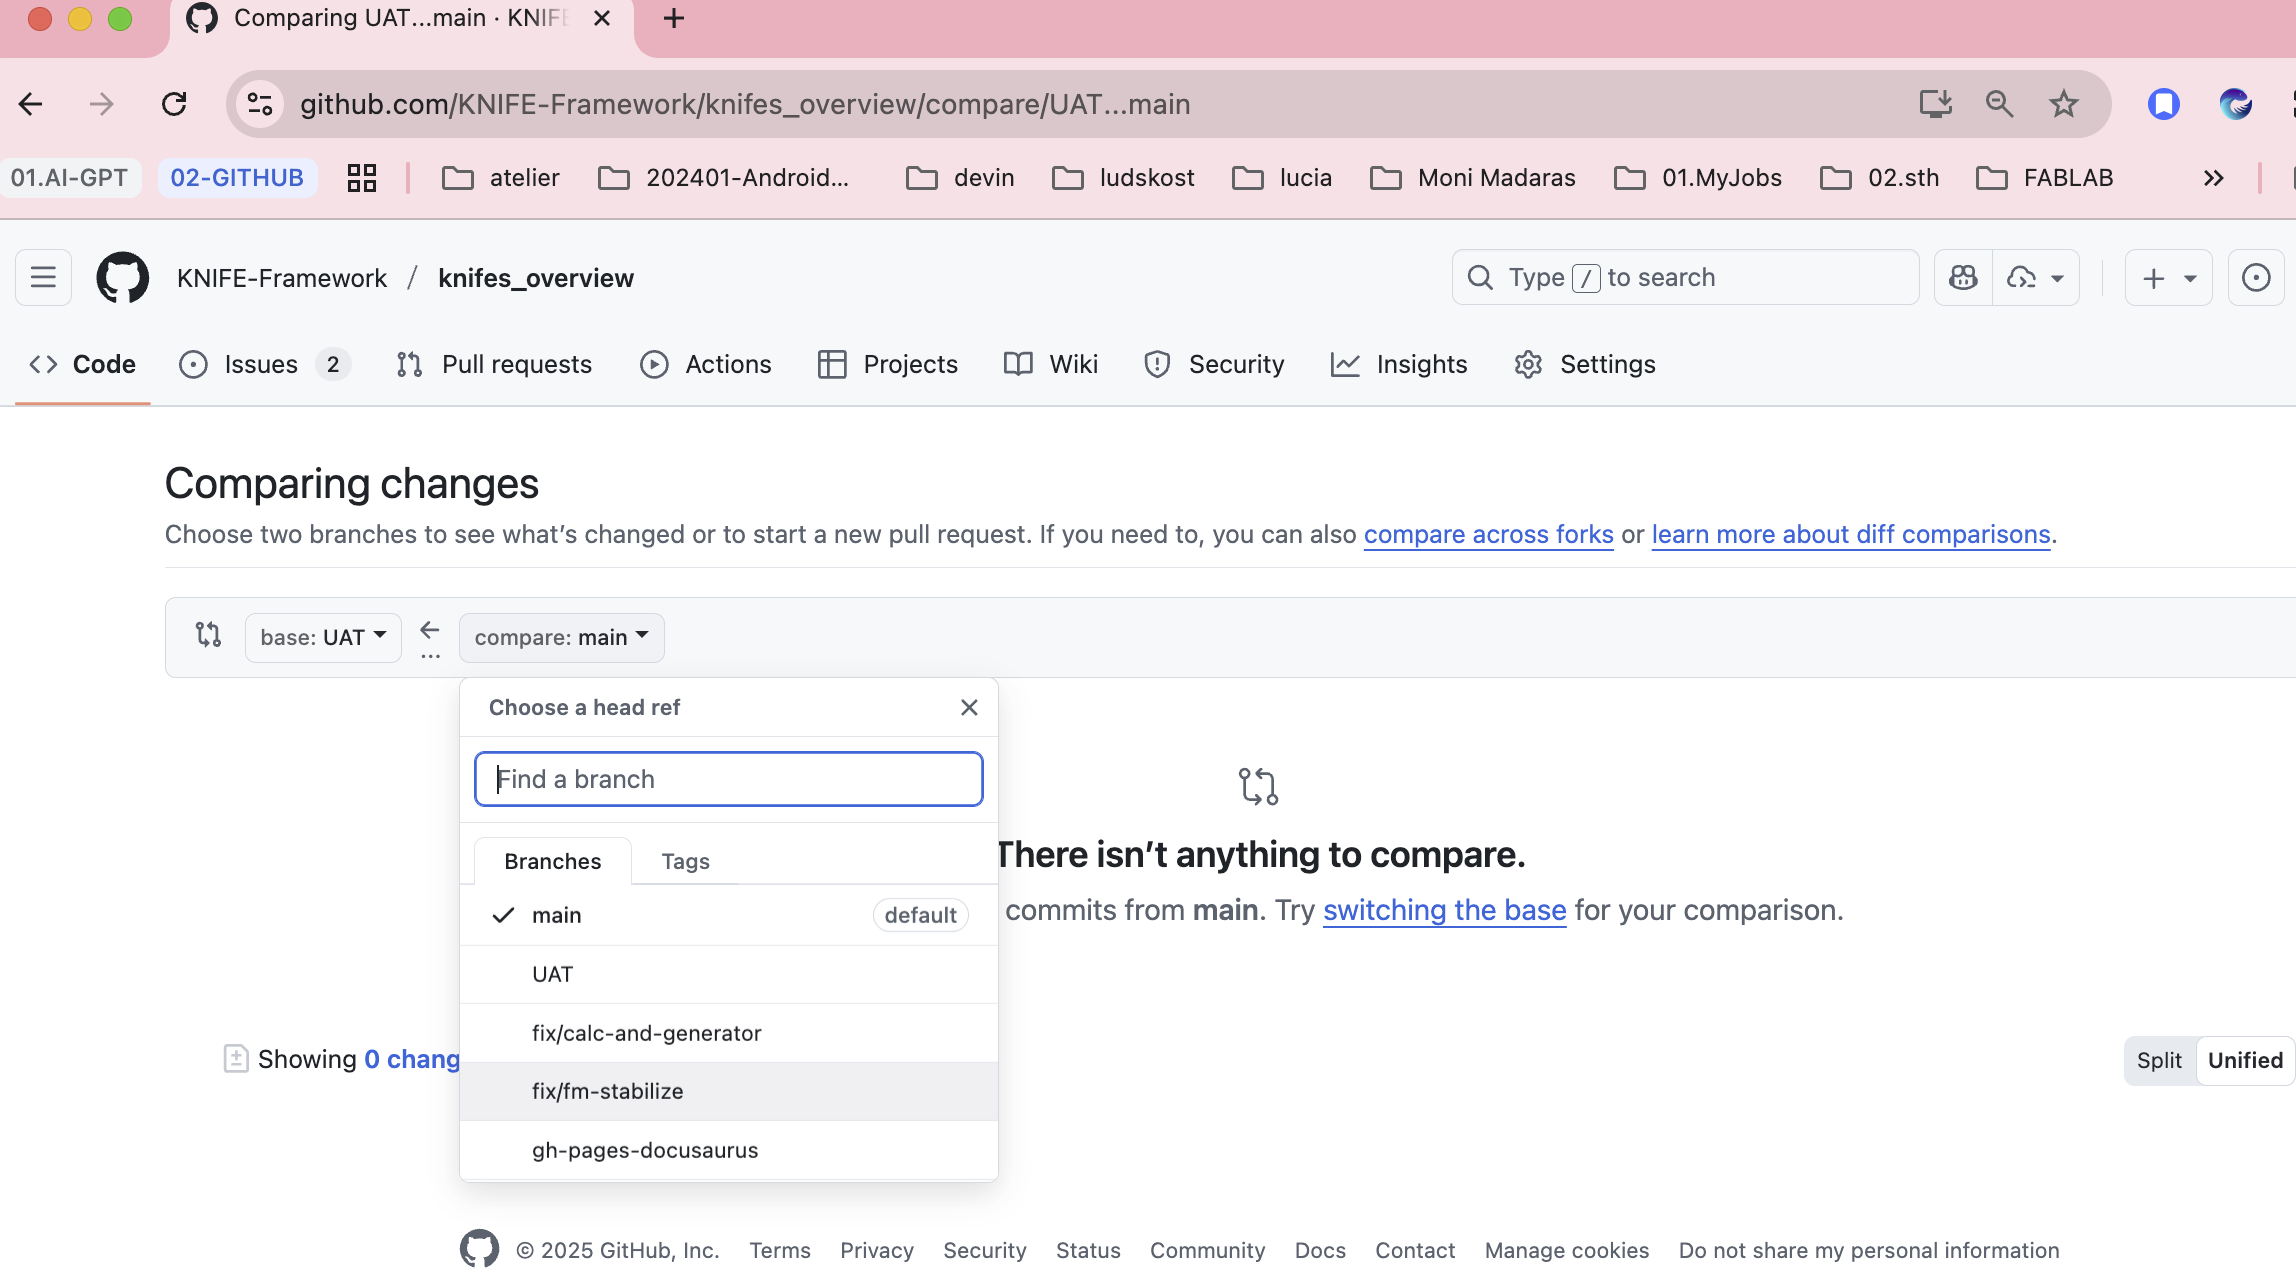 Comparing UAT...main · KNIFE
github.com/KNIFE-Framework/knifes_overview/compare/UAT...main
01.AI-GPT 02-GITHUB atelier 202401-Android... devin ludskost lucia Moni Madaras 01.MyJobs 02.sth FABLAB
KNIFE-Framework / knifes_overview Type / to search
Code Issues 2 Pull requests Actions Projects Wiki Security Insights Settings
Comparing changes
Choose two branches to see what’s changed or to start a new pull request. If you need to, you can also compare across forks or learn more about diff comparisons.
base: UAT ... compare: main
Choose a head ref
Find a branch
Branches Tags
main default
UAT
fix/calc-and-generator
fix/fm-stabilize
gh-pages-docusaurus
There isn’t anything to compare.
commits from main. Try switching the base for your comparison.
Showing 0 chang
Split Unified
© 2025 GitHub, Inc. Terms Privacy Security Status Community Docs Contact Manage cookies Do not share my personal information